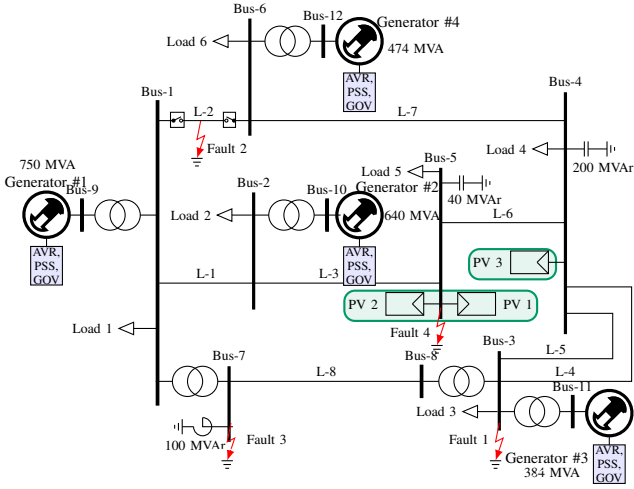 Bus-6
Bus-12
Generator #4
Load 6
474 MVA
AVR,
PSS,
GOV
Bus-4
Bus-1
L-2
L-7
Fault 2
Load 4
200 MVAr
Bus-5
Load 5
750 MVA
Generator #1
Bus-9
Bus-2
Bus-10
Generator #2
40 MVAr
Load 2
640 MVA
L-6
AVR,
PSS,
GOV
AVR,
PSS,
GOV
PV 3
L-1
L-3
PV 2
PV 1
Load 1
Fault 4
Bus-7
Bus-8
Bus-3
L-5
L-8
L-4
Bus-11
Load 3
100 MVAr
Fault 3
Fault 1
Generator #3
384 MVA
AVR,
PSS,
GOV